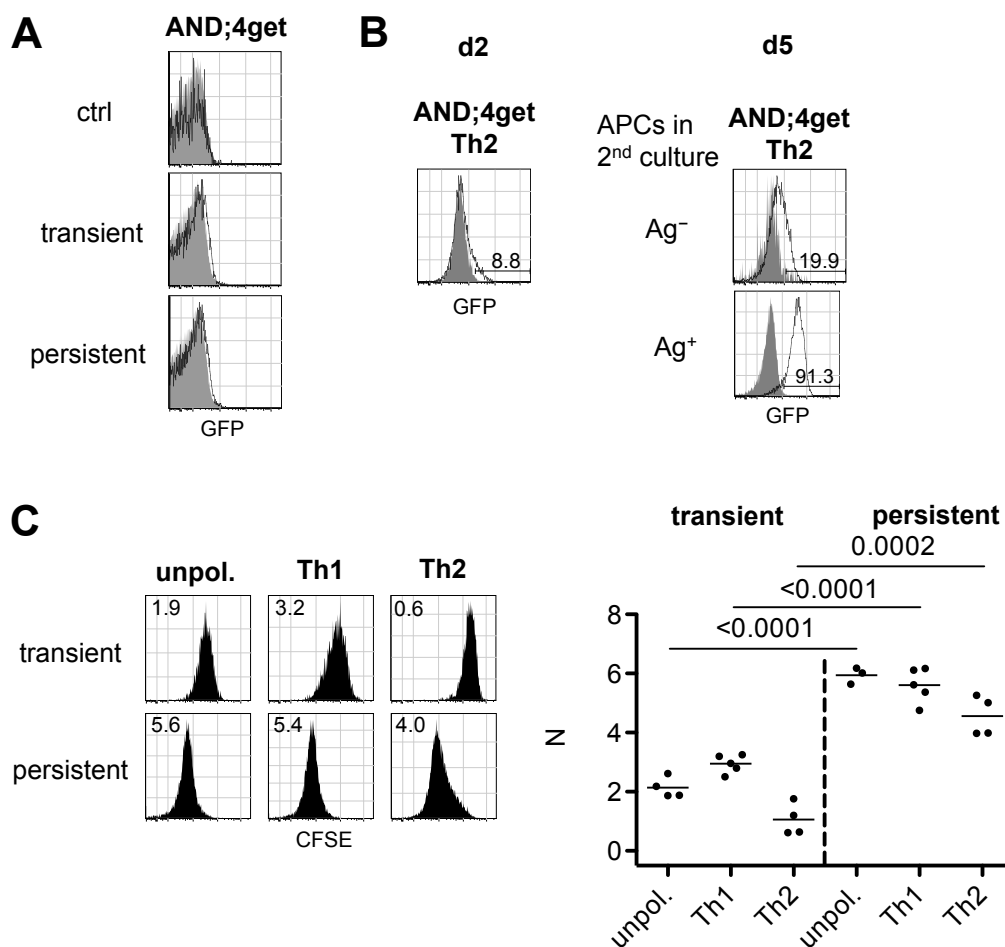 A
AND;4get
ctrl
transient
persistent
GFP
B
d2
d5
AND;4get
Th2
APCs in
2nd culture
AND;4get
Th2
8.8
GFP
Ag⁻
19.9
Ag⁺
91.3
GFP
C
unpol.
Th1
Th2
transient
1.9
3.2
0.6
persistent
5.6
5.4
4.0
CFSE
transient
persistent
0.0002
<0.0001
<0.0001
8
6
4
2
0
N
unpol.
Th1
Th2
unpol.
Th1
Th2